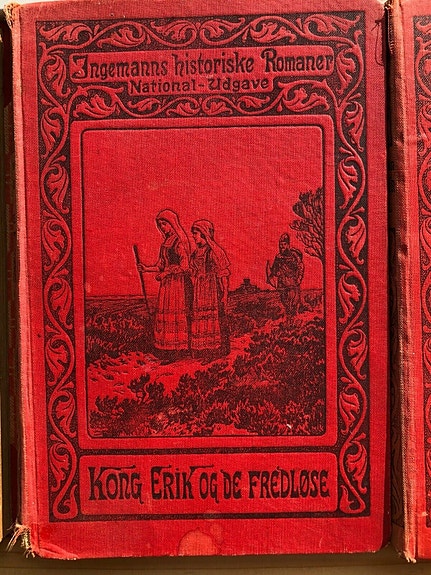 Ingemanns historiske Romaner
National-Udgave
KONG ERIK OG DE FREDLØSE